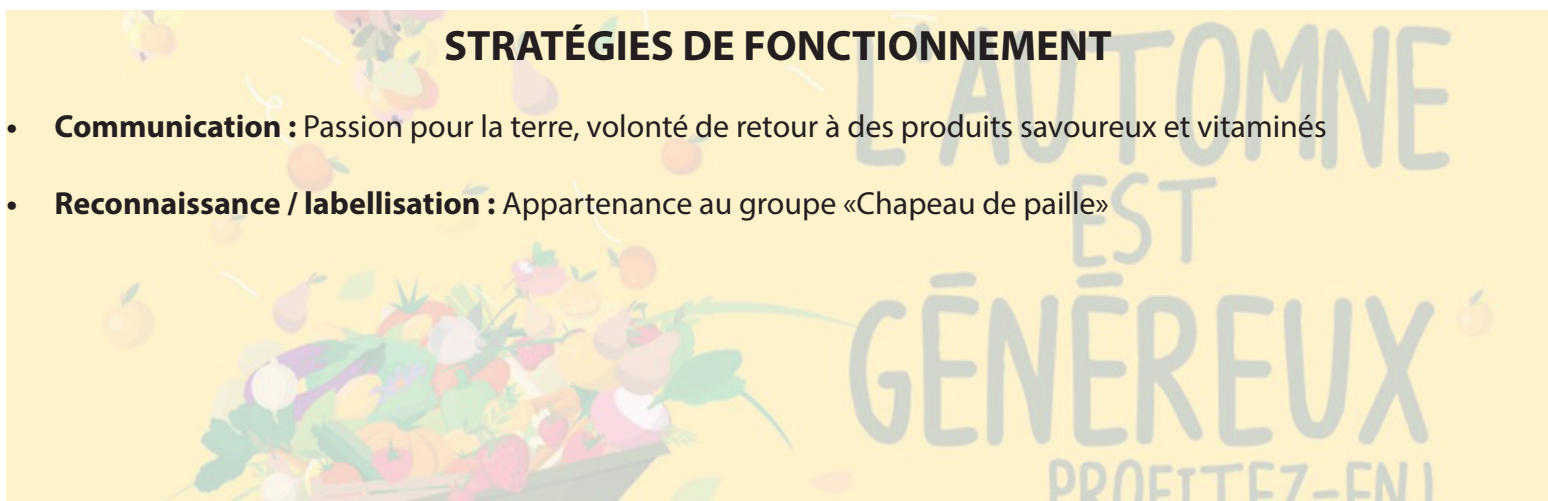 STRATÉGIES DE FONCTIONNEMENT
• Communication : Passion pour la terre, volonté de retour à des produits savoureux et vitaminés
• Reconnaissance / labellisation : Appartenance au groupe «Chapeau de paille»
L'AUTOMNE
EST
GÉNÉREUX
PROFITEZ-EN!